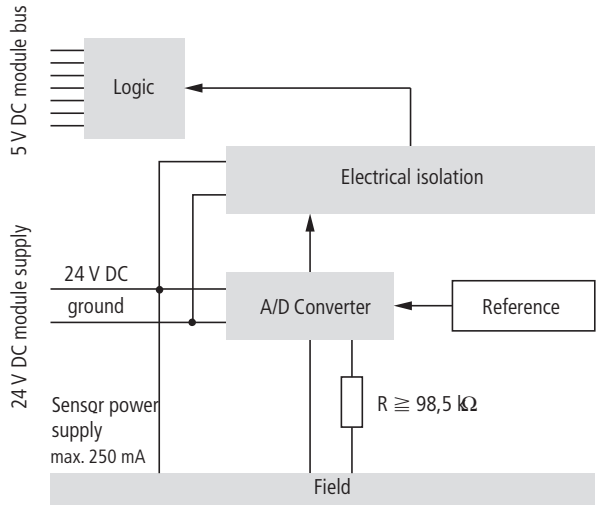 5 V DC module bus
Logic
Electrical isolation
24 V DC module supply
24 V DC
ground
A/D Converter
Reference
Sensor power
supply
max. 250 mA
R ≧ 98,5 kΩ
Field